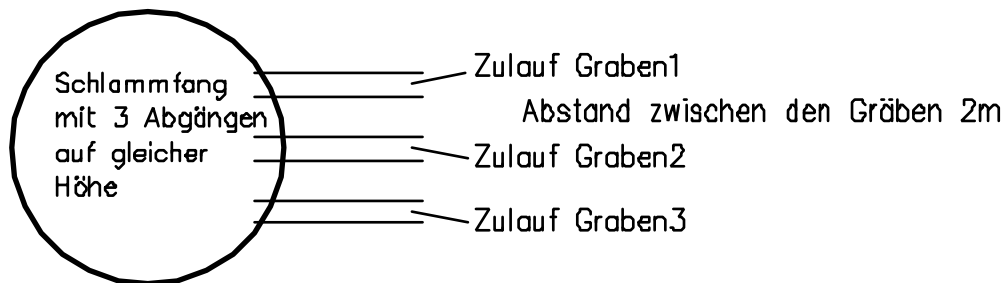 Schlammfang
mit 3 Abgängen
auf gleicher
Höhe
Zulauf Graben1
Abstand zwischen den Gräben 2m
Zulauf Graben2
Zulauf Graben3